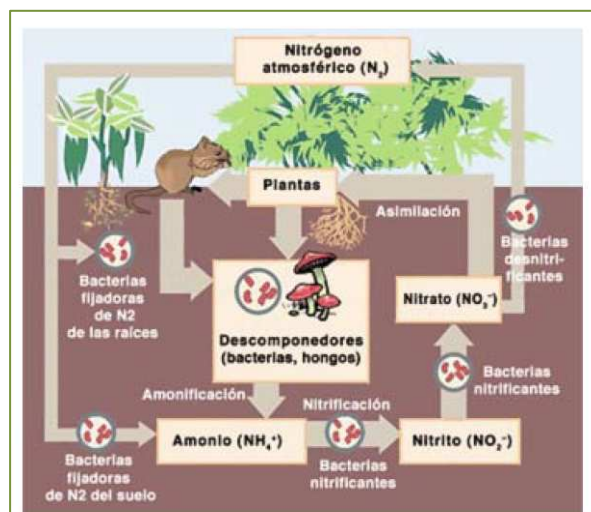 Nitrógeno
atmosférico (N₂)
Plantas
Asimilación
Bacterias
desnitri-
ficantes
Bacterias
fijadoras
de N2
de las raíces
Nitrato (NO₃⁻)
Descomponedores
(bacterias, hongos)
Bacterias
nitrificantes
Amonificación
Nitrificación
Amonio (NH₄⁺)
Nitrito (NO₂⁻)
Bacterias
fijadoras
de N2 del suelo
Bacterias
nitrificantes